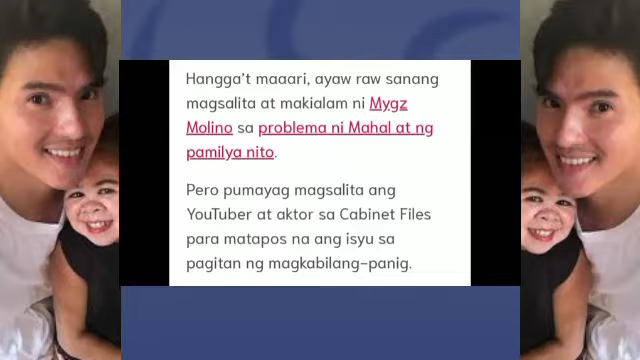 Hangga't maaari, ayaw raw sanang
magsalita at makialam ni Mygz
Molino sa problema ni Mahal at ng
pamilya nito.
Pero pumayag magsalita ang
YouTuber at aktor sa Cabinet Files
para matapos na ang isyu sa
pagitan ng magkabilang-panig.